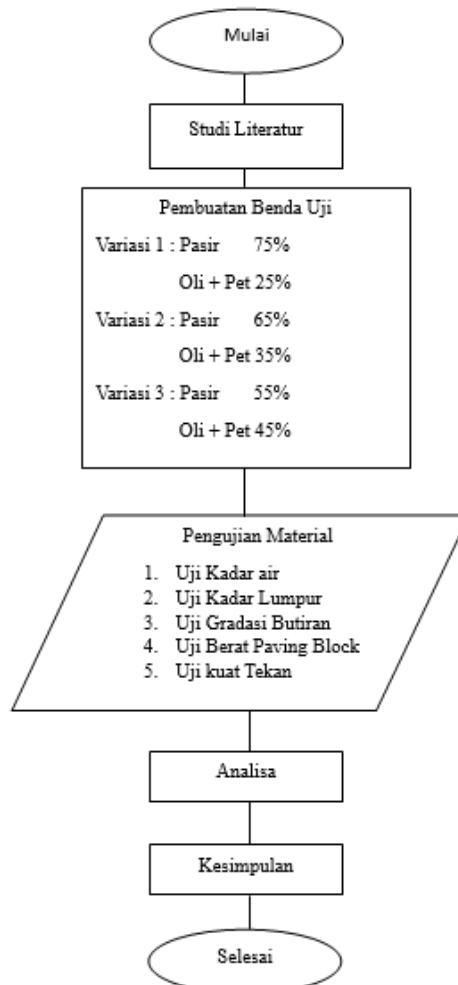 Mulai
Studi Literatur
Pembuatan Benda Uji
Variasi 1 : Pasir 75%
Oli + Pet 25%
Variasi 2 : Pasir 65%
Oli + Pet 35%
Variasi 3 : Pasir 55%
Oli + Pet 45%
Pengujian Material
1. Uji Kadar air
2. Uji Kadar Lumpur
3. Uji Gradasi Butiran
4. Uji Berat Paving Block
5. Uji kuat Tekan
Analisa
Kesimpulan
Selesai